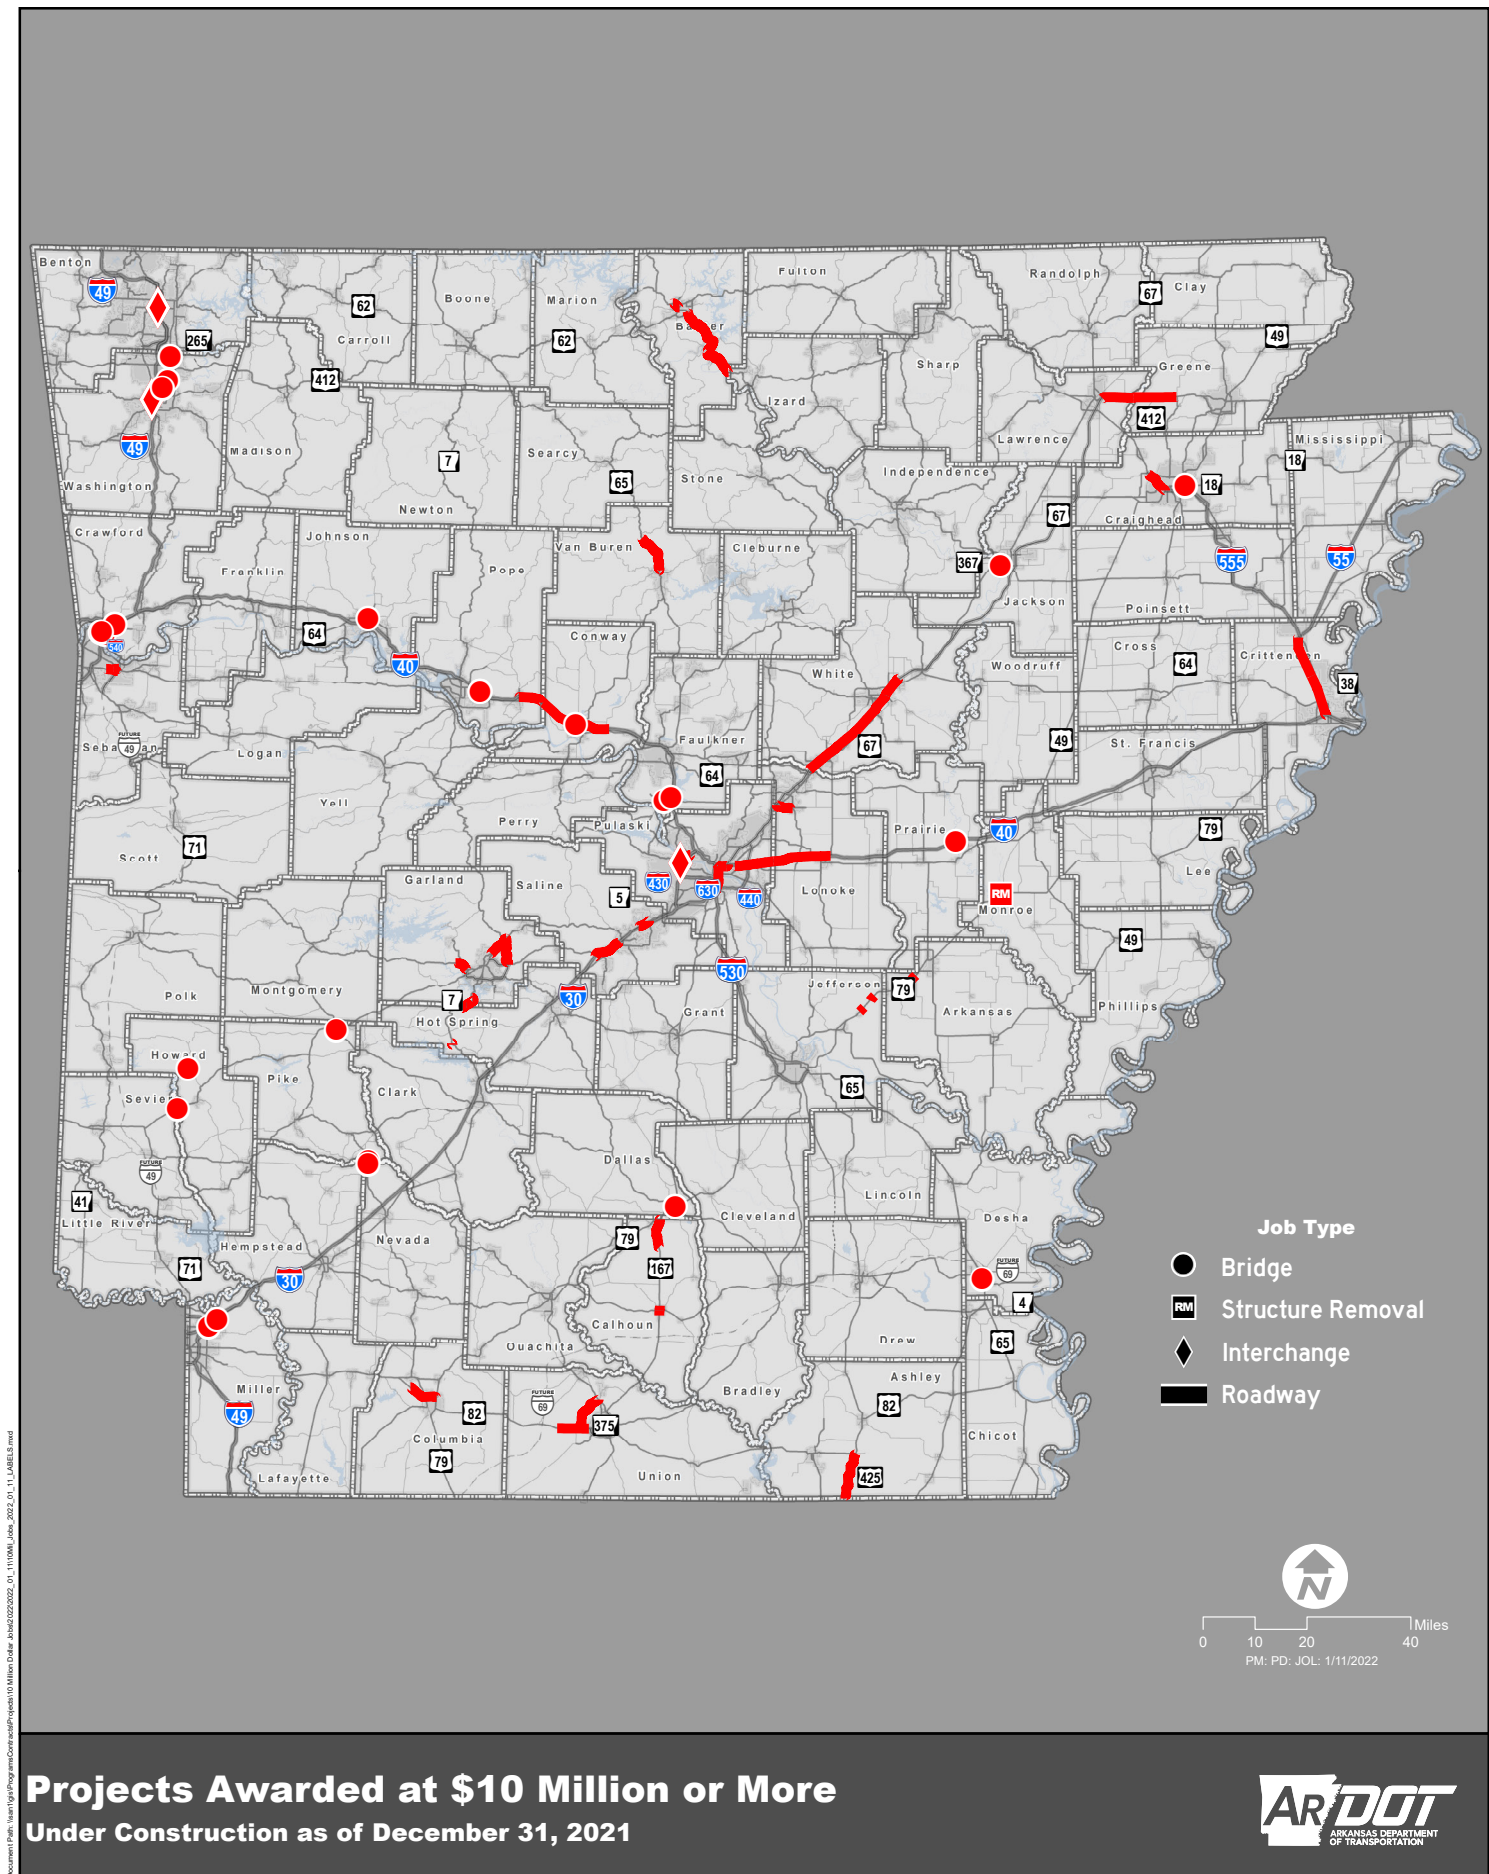 Benton
49
265
62
Carroll
412
Boone
Marion
62
Baxter
Fulton
Randolph
67
Clay
49
Sharp
Greene
412
Izard
Lawrence
Mississippi
18
49
Washington
Madison
7
Newton
Searcy
65
Stone
Independence
67
18
Craighead
555
55
Crawford
Johnson
Franklin
Pope
Van Buren
Cleburne
367
Jackson
Poinsett
540
64
40
Conway
White
Woodruff
Cross
64
Crittenden
38
FUTURE
49
Sebastian
Logan
Faulkner
64
67
49
St. Francis
Yell
Perry
Pulaski
Prairie
40
79
71
Scott
Garland
Saline
5
430
630
440
Lonoke
RM
Monroe
Lee
49
530
Polk
Montgomery
7
Hot Spring
30
Grant
Jefferson
79
Arkansas
Phillips
Howard
Pike
Sevier
Clark
65
FUTURE
49
41
Little River
Dallas
Lincoln
Desha
Cleveland
79
167
Nevada
Hempstead
71
30
FUTURE
69
4
Calhoun
Drew
65
Ouachita
Miller
49
Lafayette
82
Columbia
79
FUTURE
69
375
Union
Bradley
Ashley
82
425
Chicot
Job Type
Bridge
RM
Structure Removal
Interchange
Roadway
N
Miles
0 10 20 40
PM: PD: JOL: 1/11/2022
Projects Awarded at $10 Million or More
Under Construction as of December 31, 2021
ARDOT
ARKANSAS DEPARTMENT
OF TRANSPORTATION